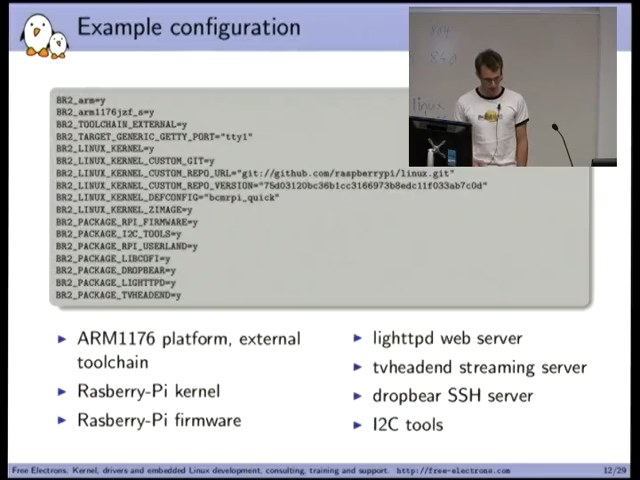 Example configuration
BR2_arm=y
BR2_arm1176jzf_s=y
BR2_TOOLCHAIN_EXTERNAL=y
BR2_TARGET_GENERIC_GETTY_PORT="tty1"
BR2_LINUX_KERNEL=y
BR2_LINUX_KERNEL_CUSTOM_GIT=y
BR2_LINUX_KERNEL_CUSTOM_REPO_URL="git://github.com/raspberrypi/linux.git"
BR2_LINUX_KERNEL_CUSTOM_REPO_VERSION="75d03120bc36b1cc3166973b8edc11f033ab7c0d"
BR2_LINUX_KERNEL_DEFCONFIG="bcmrpi_quick"
BR2_LINUX_KERNEL_ZIMAGE=y
BR2_PACKAGE_RPI_FIRMWARE=y
BR2_PACKAGE_I2C_TOOLS=y
BR2_PACKAGE_RPI_USERLAND=y
BR2_PACKAGE_LIBCOFI=y
BR2_PACKAGE_DROPBEAR=y
BR2_PACKAGE_LIGHTTPD=y
BR2_PACKAGE_TVHEADEND=y
ARM1176 platform, external
toolchain
Rasberry-Pi kernel
Rasberry-Pi firmware
lighttpd web server
tvheadend streaming server
dropbear SSH server
I2C tools
Free Electrons. Kernel, drivers and embedded Linux development, consulting, training and support. http://free-electrons.com 12/29